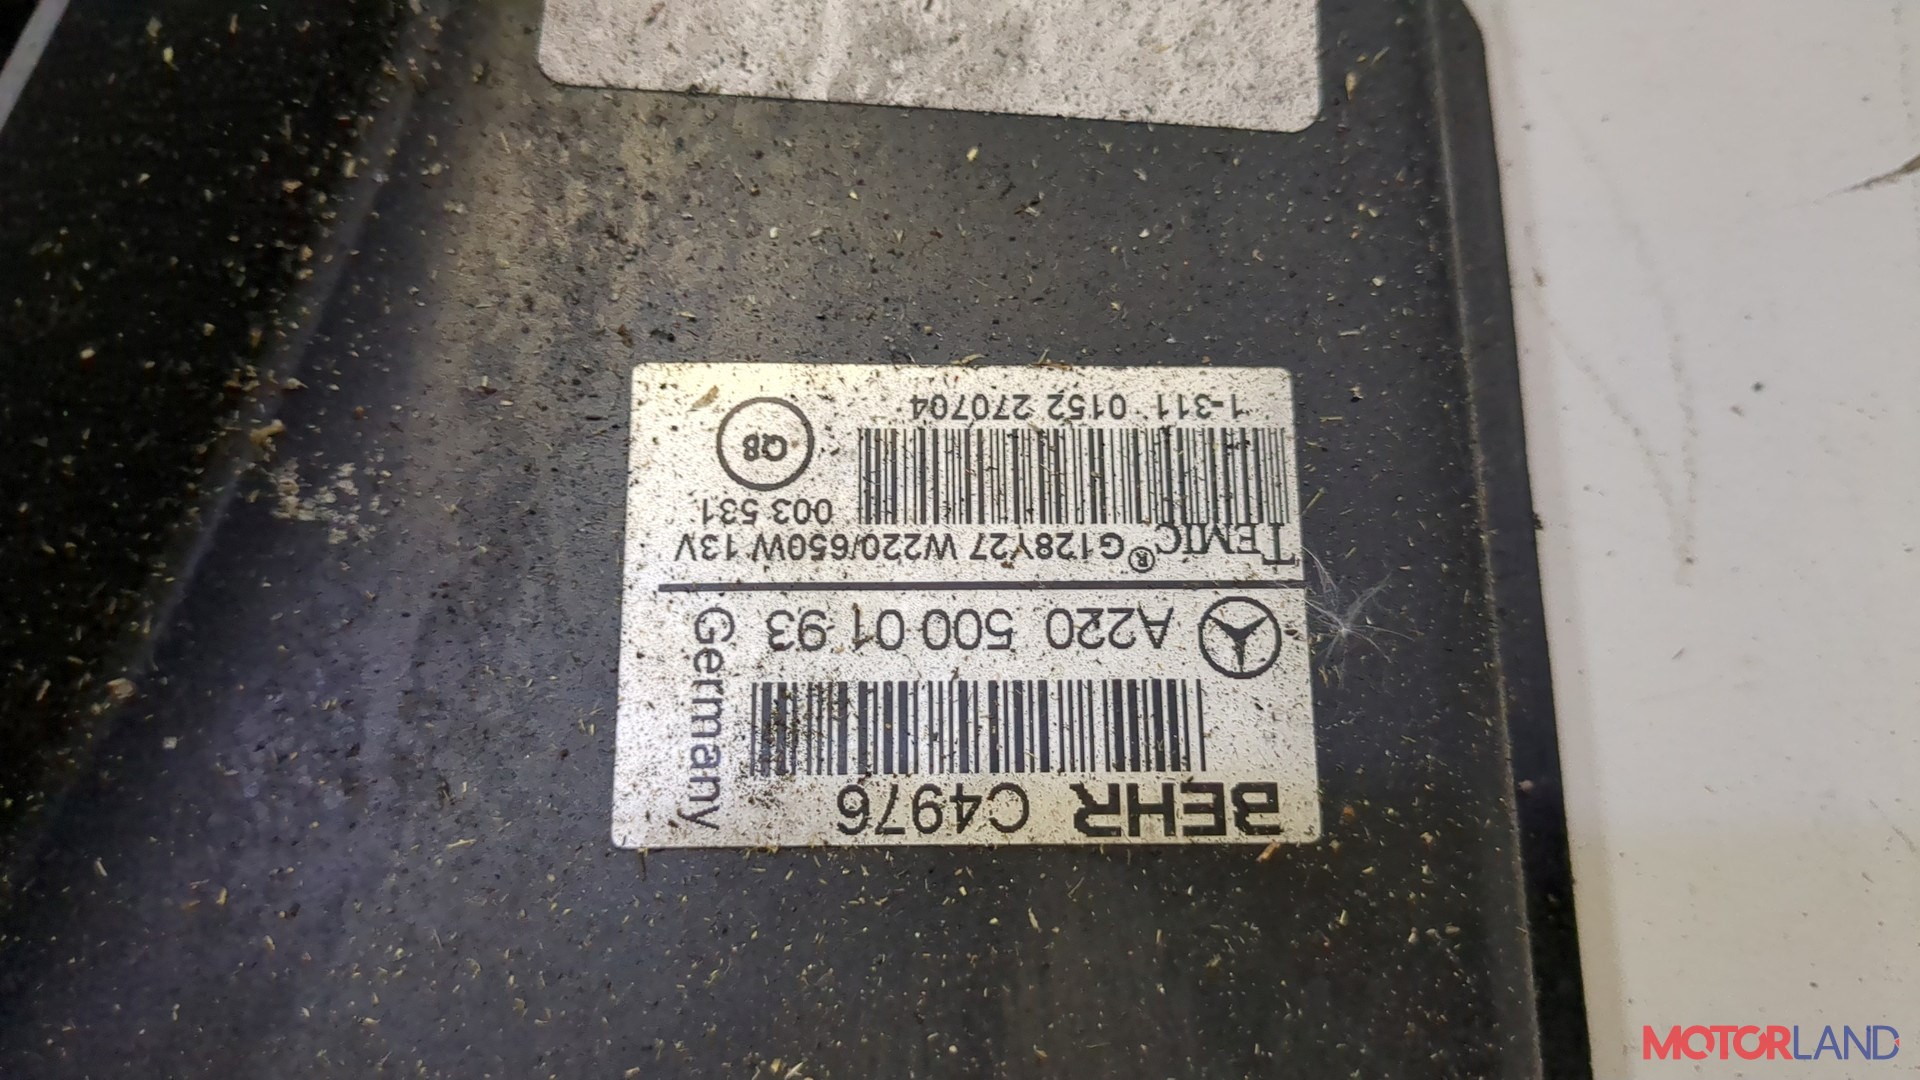 BEHR C4976
Germany
A220 500 01 93
TEMIC® G128Y27 W220/650W 13V
003 531
Q8
1-311 0152 270704
MOTORLAND